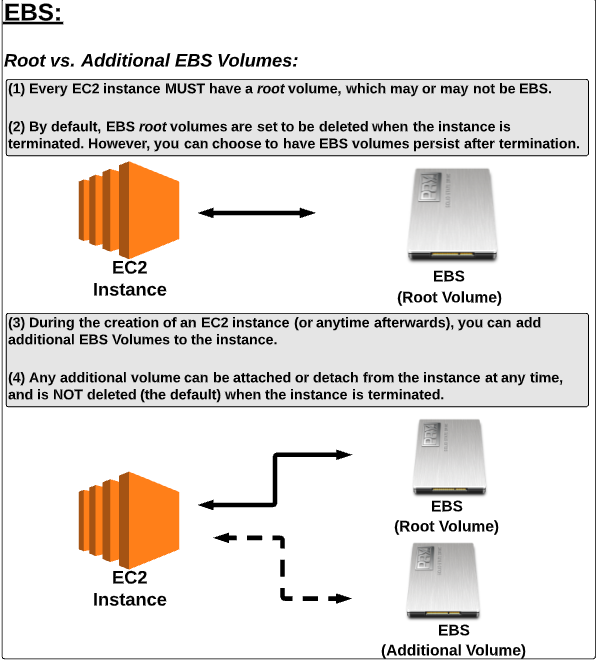 EBS:
Root vs. Additional EBS Volumes:
(1) Every EC2 instance MUST have a root volume, which may or may not be EBS.
(2) By default, EBS root volumes are set to be deleted when the instance is
terminated. However, you can choose to have EBS volumes persist after termination.
EC2
Instance
EBS
(Root Volume)
(3) During the creation of an EC2 instance (or anytime afterwards), you can add
additional EBS Volumes to the instance.
(4) Any additional volume can be attached or detach from the instance at any time,
and is NOT deleted (the default) when the instance is terminated.
EC2
Instance
EBS
(Root Volume)
EBS
(Additional Volume)